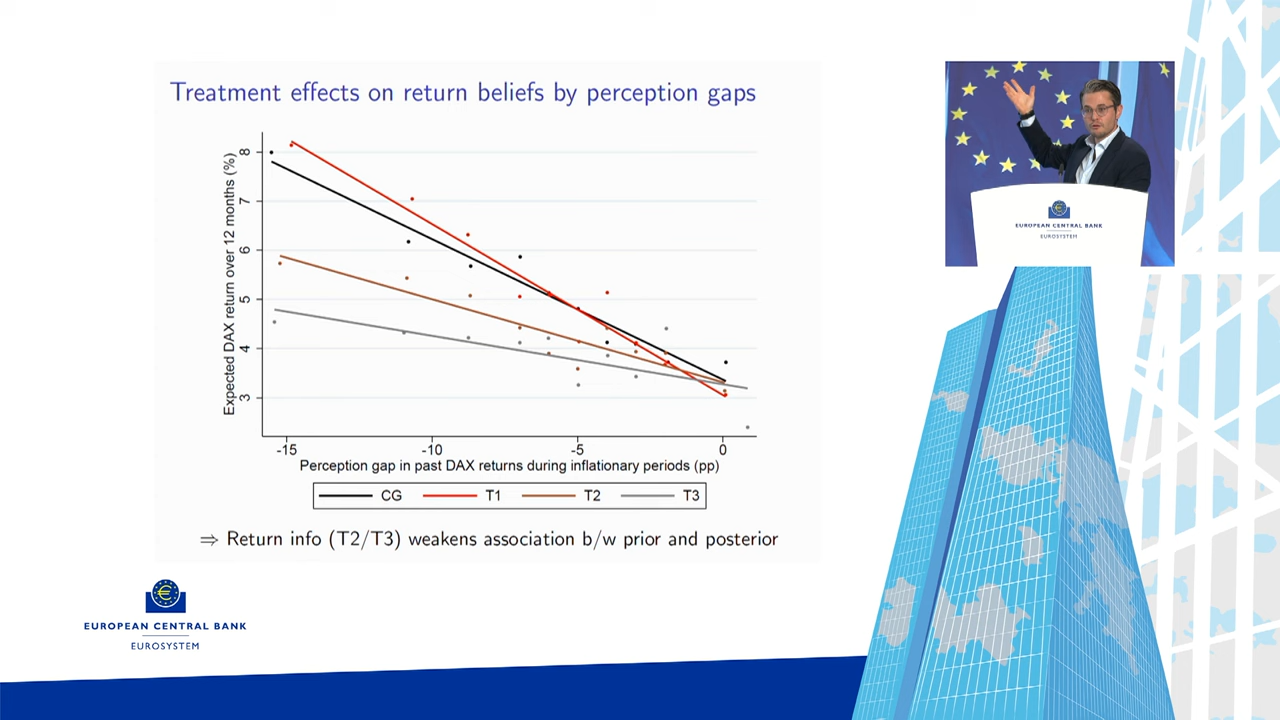 Treatment effects on return beliefs by perception gaps
Expected DAX return over 12 months (%)
8
7
6
5
4
3
-15
-10
-5
0
Perception gap in past DAX returns during inflationary periods (pp)
CG
T1
T2
T3
⇒ Return info (T2/T3) weakens association b/w prior and posterior
EUROPEAN CENTRAL BANK
EUROSYSTEM
EUROPEAN CENTRAL BANK
EUROSYSTEM